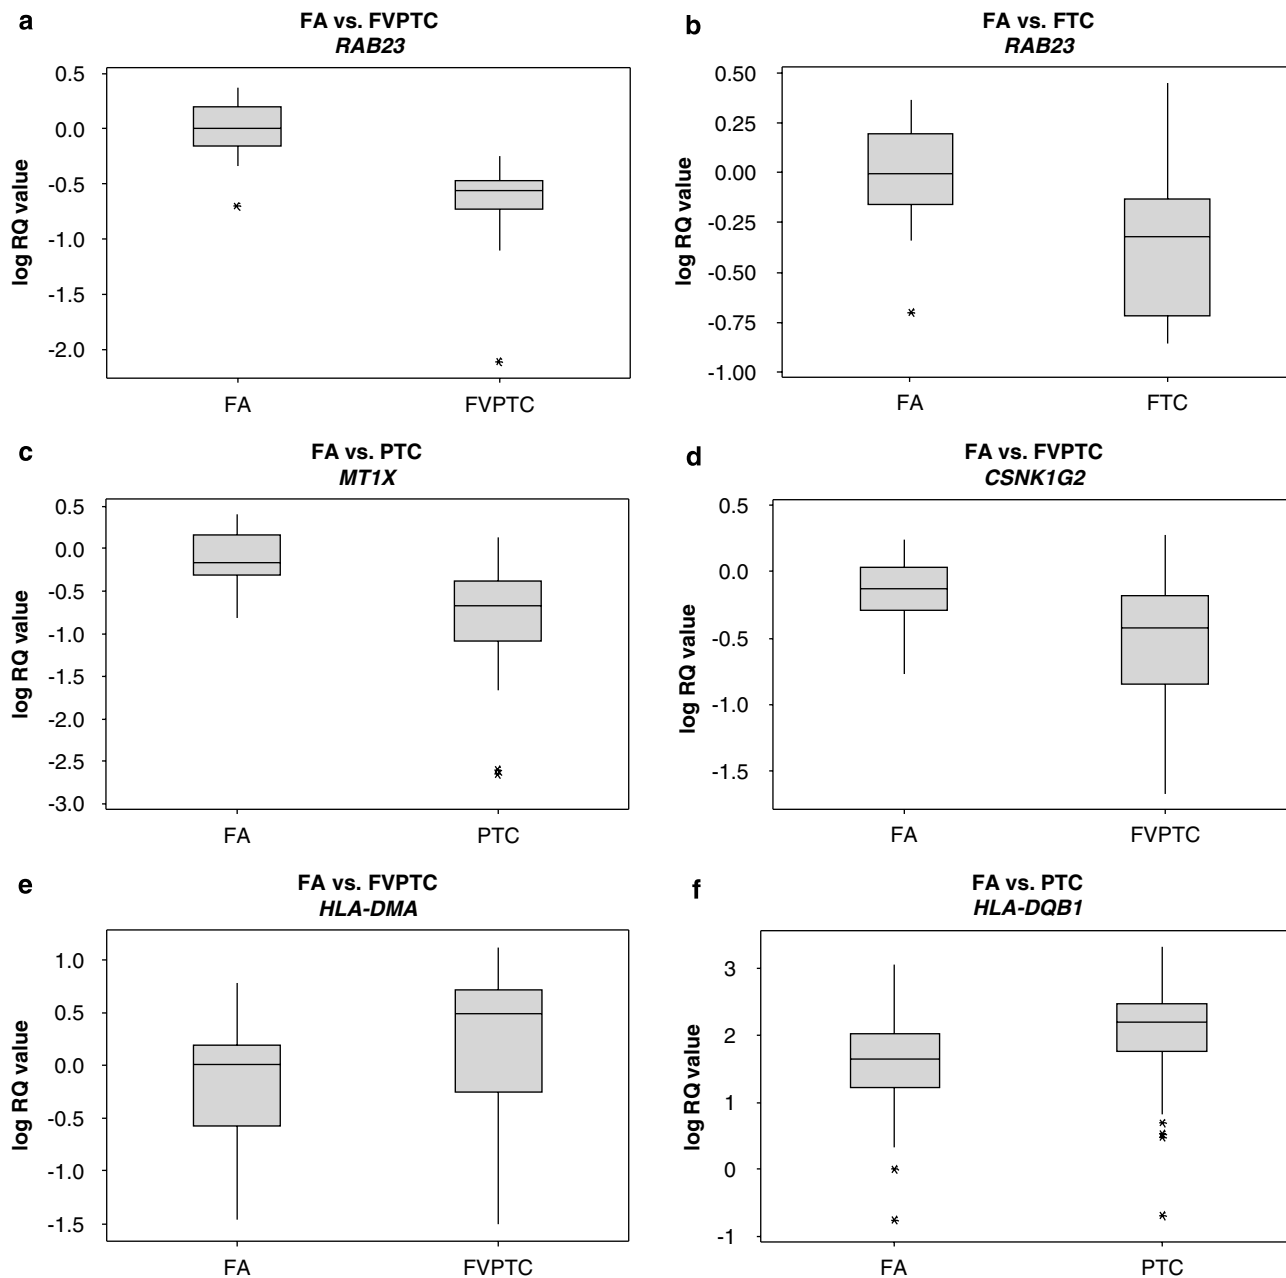 a
FA vs. FVPTC
RAB23
log RQ value
0.5
0.0
-0.5
-1.0
-1.5
-2.0
FA
FVPTC
b
FA vs. FTC
RAB23
log RQ value
0.50
0.25
0.00
-0.25
-0.50
-0.75
-1.00
FA
FTC
c
FA vs. PTC
MT1X
log RQ value
0.5
0.0
-0.5
-1.0
-1.5
-2.0
-2.5
-3.0
FA
PTC
d
FA vs. FVPTC
CSNK1G2
log RQ value
0.5
0.0
-0.5
-1.0
-1.5
FA
FVPTC
e
FA vs. FVPTC
HLA-DMA
log RQ value
1.0
0.5
0.0
-0.5
-1.0
-1.5
FA
FVPTC
f
FA vs. PTC
HLA-DQB1
log RQ value
3
2
1
0
-1
FA
PTC